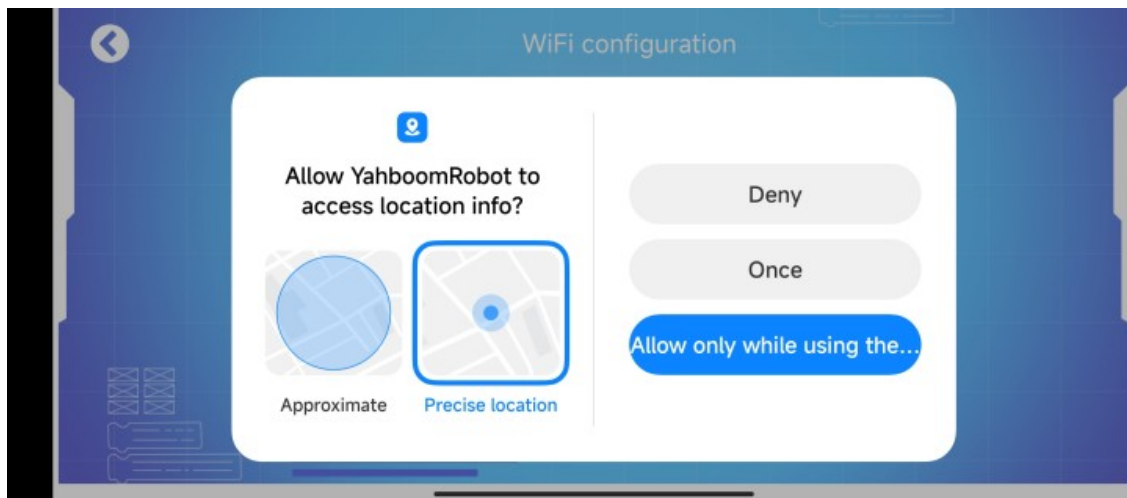 WiFi configuration
Allow YahboomRobot to
access location info?
Approximate
Precise location
Deny
Once
Allow only while using the...